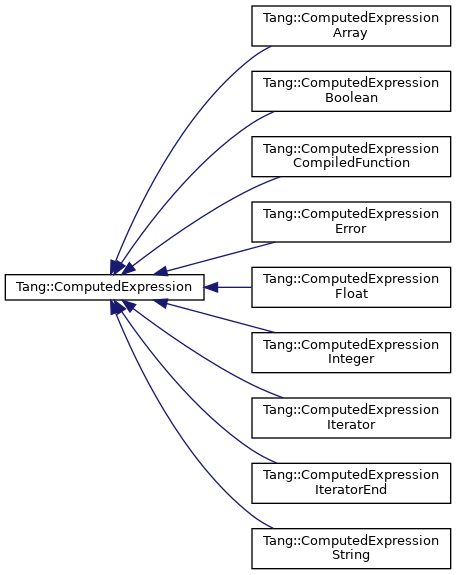 Tang::ComputedExpression
Array
Tang::ComputedExpression
Boolean
Tang::ComputedExpression
CompiledFunction
Tang::ComputedExpression
Error
Tang::ComputedExpression
Tang::ComputedExpression
Float
Tang::ComputedExpression
Integer
Tang::ComputedExpression
Iterator
Tang::ComputedExpression
IteratorEnd
Tang::ComputedExpression
String